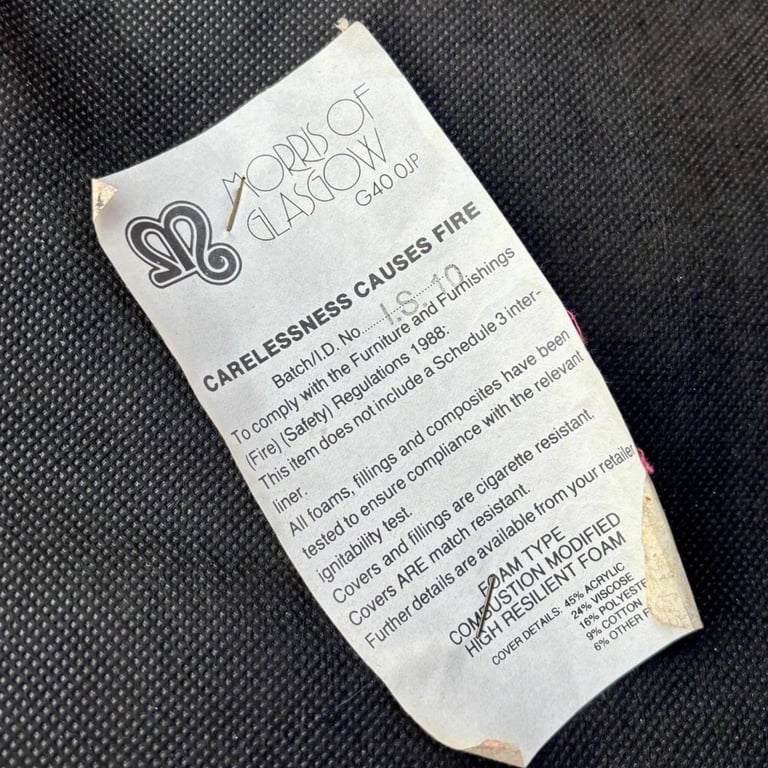 MORRIS OF
GLASGOW
G40 0JP
CARELESSNESS CAUSES FIRE
Batch/I.D. No. I.S. 10
To comply with the Furniture and Furnishings
(Fire) (Safety) Regulations 1988:
This item does not include a Schedule 3 inter-
liner.
All foams, fillings and composites have been
tested to ensure compliance with the relevant
ignitability test.
Covers and fillings are cigarette resistant.
Covers ARE match resistant.
Further details are available from your retailer
FOAM TYPE
COMBUSTION MODIFIED
HIGH RESILIENT FOAM
COVER DETAILS: 45% ACRYLIC
24% VISCOSE
16% POLYESTE
9% COTTON
6% OTHER F